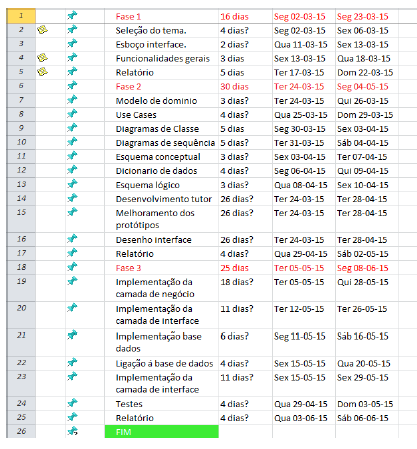 1 Fase 1 16 dias Seg 02-03-15 Seg 23-03-15
2 Seleção do tema. 4 dias? Seg 02-03-15 Sex 06-03-15
3 Esboço interface. 2 dias? Qua 11-03-15 Sex 13-03-15
4 Funcionalidades gerais 3 dias Sex 13-03-15 Qua 18-03-15
5 Relatório 5 dias Ter 17-03-15 Dom 22-03-15
6 Fase 2 30 dias Ter 24-03-15 Seg 04-05-15
7 Modelo de dominio 3 dias? Ter 24-03-15 Qui 26-03-15
8 Use Cases 4 dias? Qua 25-03-15 Dom 29-03-15
9 Diagramas de Classe 5 dias? Seg 30-03-15 Sex 03-04-15
10 Diagramas de sequência 5 dias? Ter 31-03-15 Sáb 04-04-15
11 Esquema conceptual 3 dias? Sex 03-04-15 Ter 07-04-15
12 Dicionario de dados 4 dias? Seg 06-04-15 Qui 09-04-15
13 Esquema lógico 3 dias? Qua 08-04-15 Sex 10-04-15
14 Desenvolvimento tutor 26 dias? Ter 24-03-15 Ter 28-04-15
15 Melhoramento dos 26 dias? Ter 24-03-15 Ter 28-04-15
protótipos
16 Desenho interface 26 dias? Ter 24-03-15 Ter 28-04-15
17 Relatório 4 dias? Qua 29-04-15 Sáb 02-05-15
18 Fase 3 25 dias Ter 05-05-15 Seg 08-06-15
19 Implementação da 18 dias? Ter 05-05-15 Qui 28-05-15
camada de negócio
20 Implementação da 11 dias? Ter 12-05-15 Ter 26-05-15
camada de interface
21 Implementação base 6 dias? Seg 11-05-15 Sáb 16-05-15
dados
22 Ligação á base de dados 4 dias? Sex 15-05-15 Qua 20-05-15
23 Implementação da 11 dias? Sex 15-05-15 Sex 29-05-15
camada de interface
24 Testes 4 dias? Qua 29-04-15 Dom 03-05-15
25 Relatório 4 dias? Qua 03-06-15 Sáb 06-06-15
26 FIM